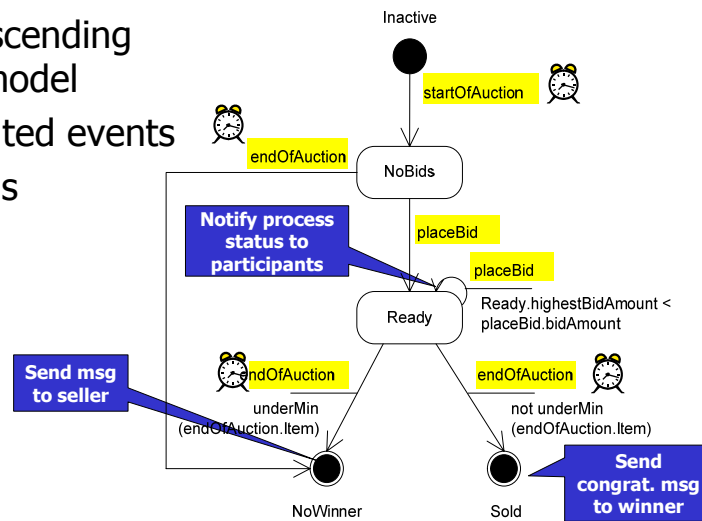 scending
nodel
ted events
s
Inactive
startOfAuction
endOfAuction
NoBids
Notify process
status to
participants
placeBid
placeBid
Ready.highestBidAmount <
placeBid.bidAmount
Ready
Send msg
to seller
endOfAuction
underMin
(endOfAuction.Item)
endOfAuction
not underMin
(endOfAuction.Item)
Send
congrat. msg
to winner
NoWinner
Sold